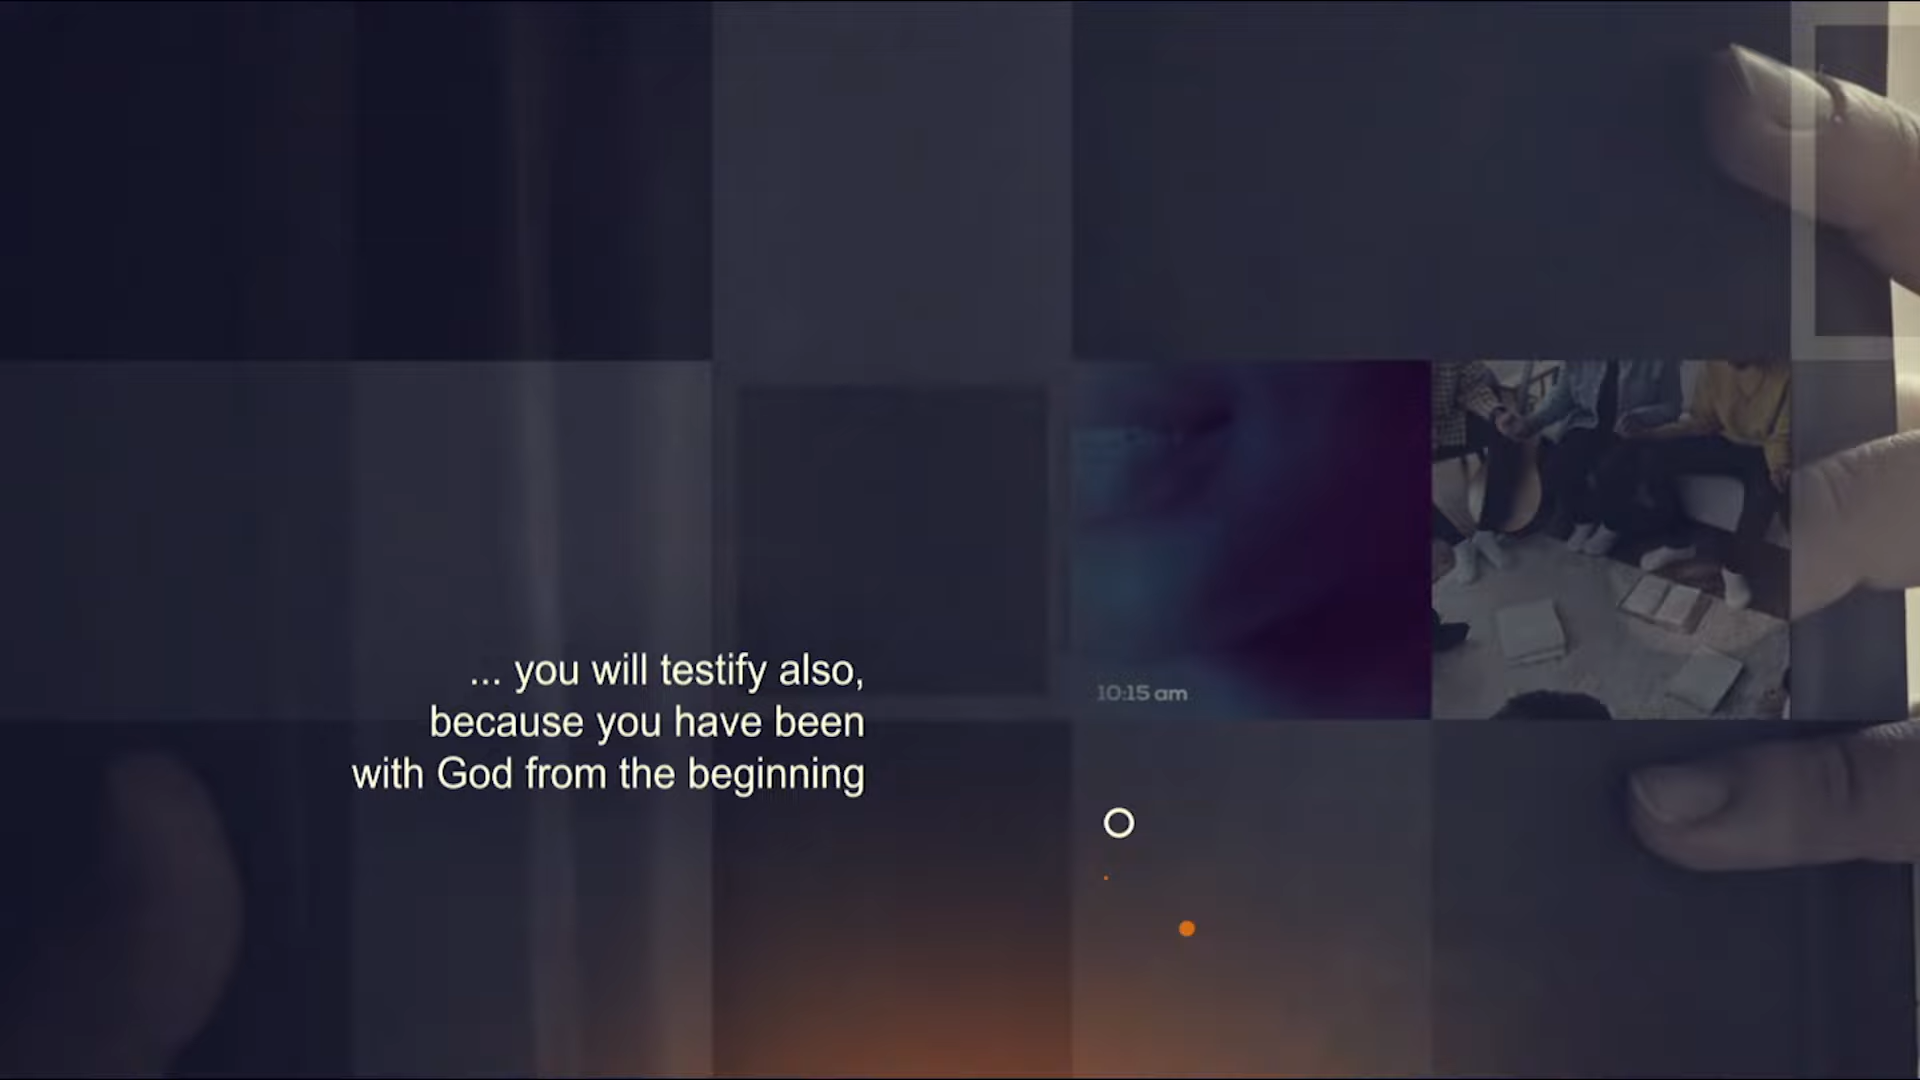 ... you will testify also,
because you have been
with God from the beginning
10:15 am